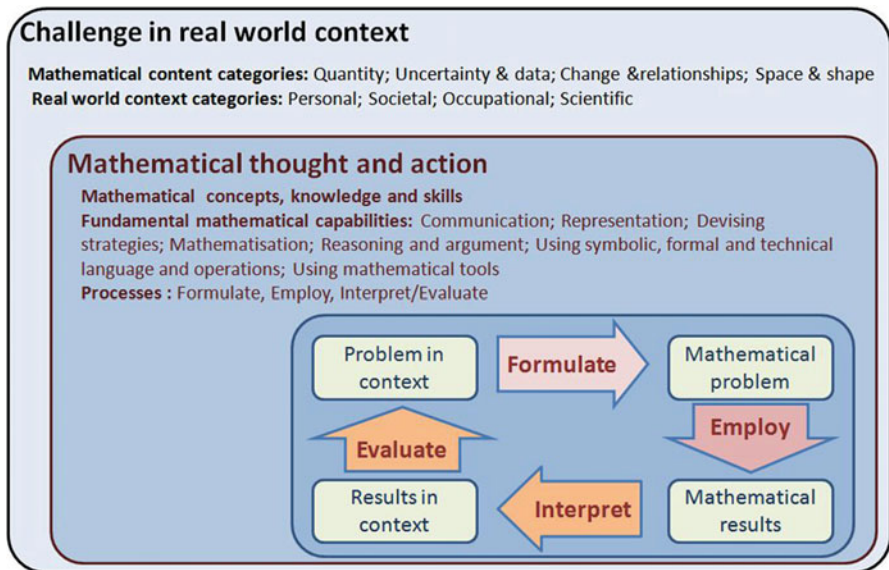 Challenge in real world context
Mathematical content categories: Quantity; Uncertainty & data; Change &relationships; Space & shape
Real world context categories: Personal; Societal; Occupational; Scientific
Mathematical thought and action
Mathematical concepts, knowledge and skills
Fundamental mathematical capabilities: Communication; Representation; Devising
strategies; Mathematisation; Reasoning and argument; Using symbolic, formal and technical
language and operations; Using mathematical tools
Processes : Formulate, Employ, Interpret/Evaluate
Problem in
context
Formulate
Mathematical
problem
Employ
Evaluate
Results in
context
Interpret
Mathematical
results